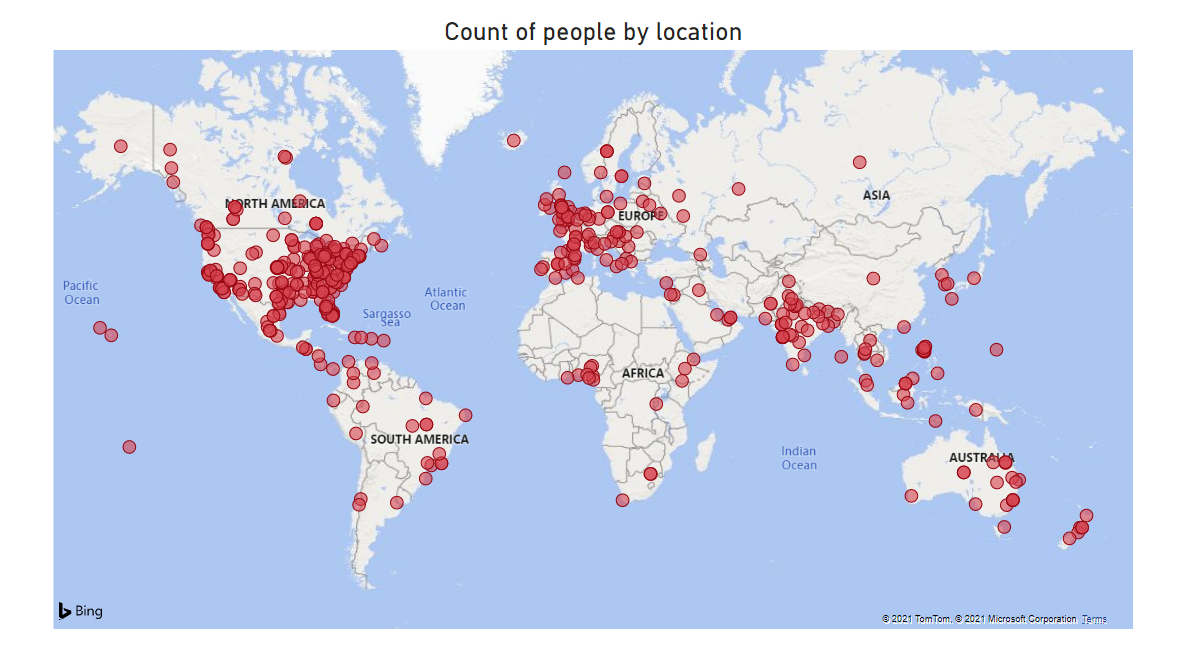 Count of people by location
NORTH AMERICA
EUROPE
ASIA
Pacific
Ocean
Atlantic
Ocean
Sargasso
Sea
AFRICA
SOUTH AMERICA
Indian
Ocean
AUSTRALIA
Bing
© 2021 TomTom, © 2021 Microsoft Corporation Terms